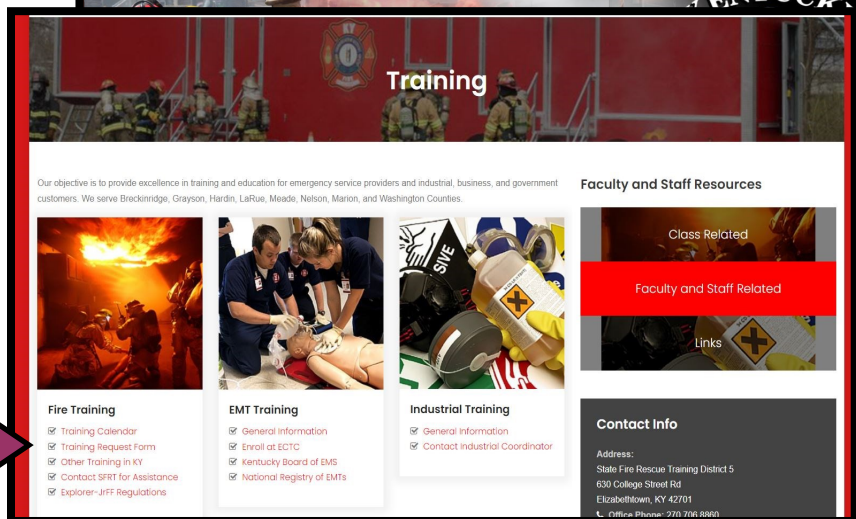 KENTUCK
Training
Our objective is to provide excellence in training and education for emergency service providers and industrial, business, and government
customers. We serve Breckinridge, Grayson, Hardin, LaRue, Meade, Nelson, Marion, and Washington Counties.
Fire Training
Training Calendar
Training Request Form
Other Training in KY
Contact SFRT for Assistance
Explorer-JrFF Regulations
SIVE
EMT Training
General Information
Enroll at ECTC
Kentucky Board of EMS
National Registry of EMTs
Industrial Training
General Information
Contact Industrial Coordinator
Faculty and Staff Resources
Class Related
Faculty and Staff Related
Links
Contact Info
Address:
State Fire Rescue Training District 5
630 College Street Rd
Elizabethtown, KY 42701
Office Phone: 270.706.8860